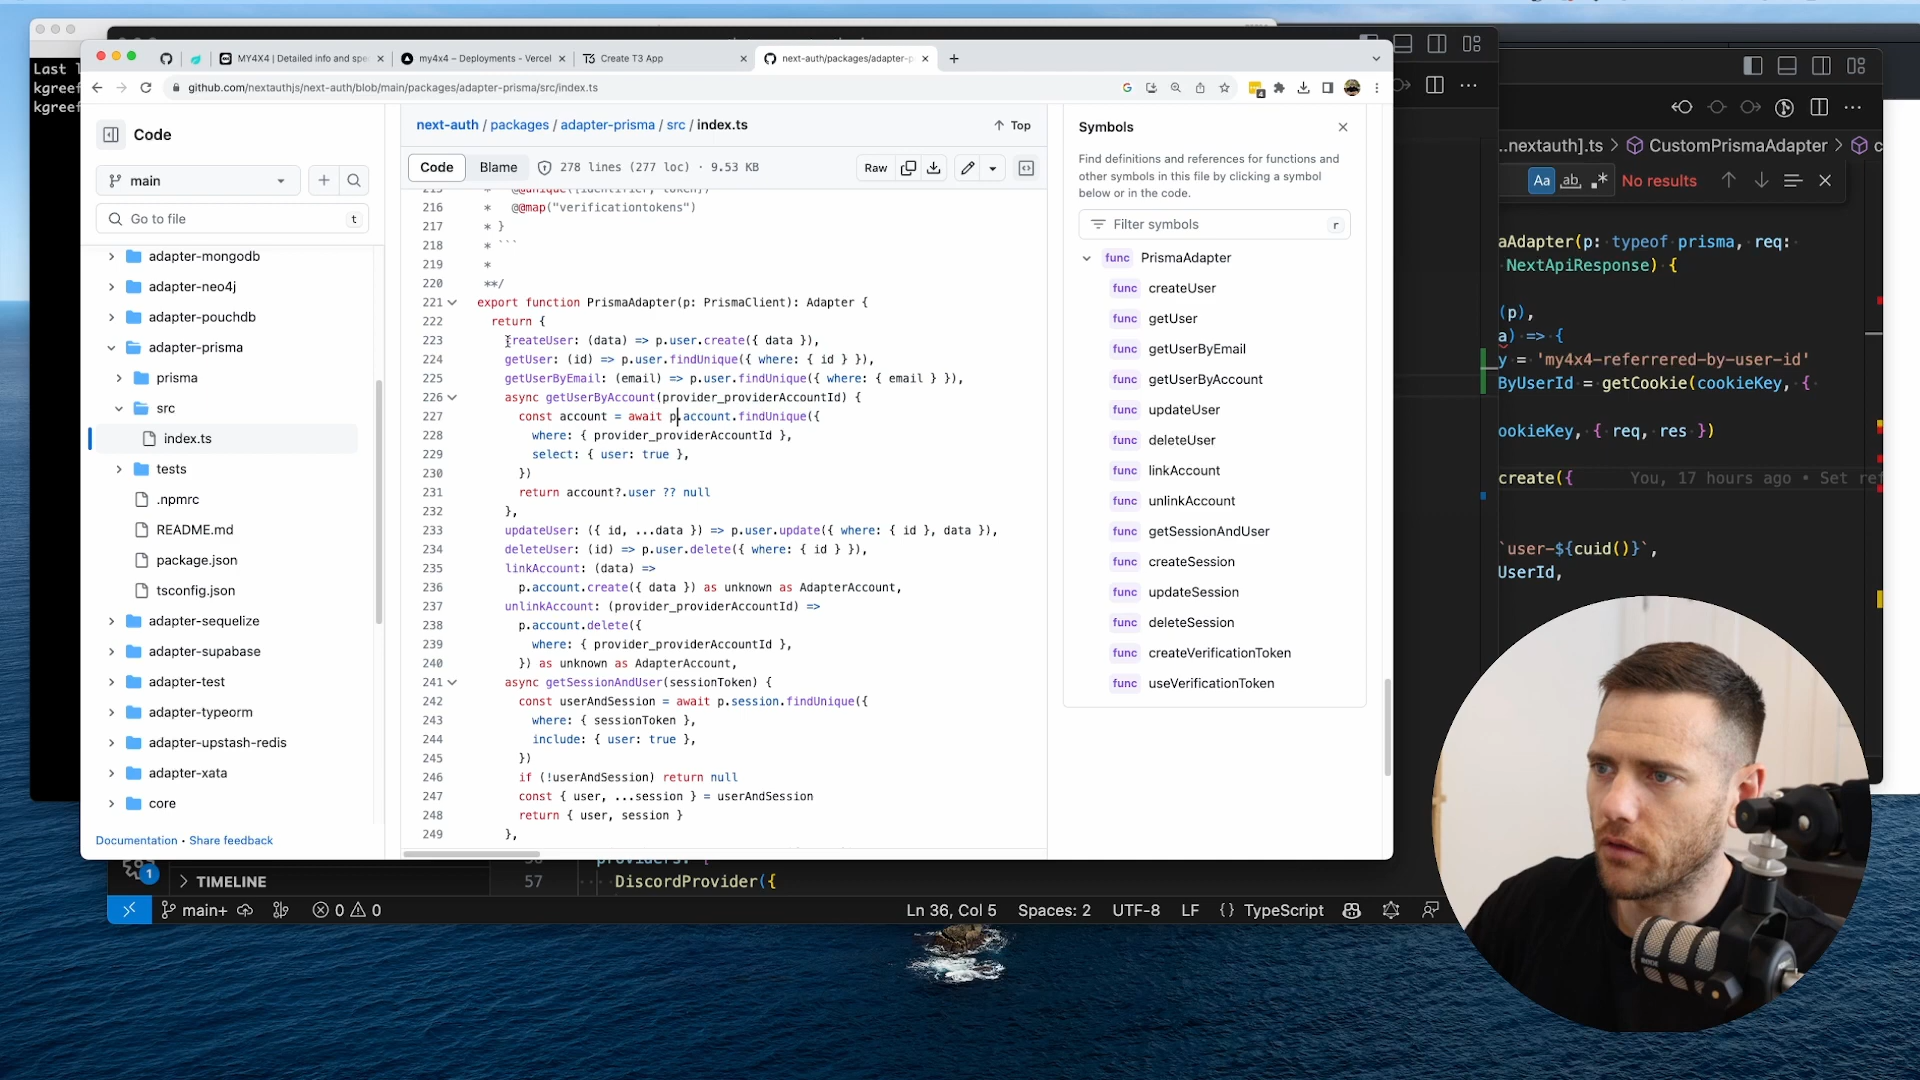 Last
kgreef
kgreef
MY4X4 | Detailed info and spe
my4x4 – Deployments – Vercel
T3 Create T3 App
next-auth/packages/adapter-p
github.com/nextauthjs/next-auth/blob/main/packages/adapter-prisma/src/index.ts
Code
main
Go to file
t
adapter-mongodb
adapter-neo4j
adapter-pouchdb
adapter-prisma
prisma
src
index.ts
tests
.npmrc
README.md
package.json
tsconfig.json
adapter-sequelize
adapter-supabase
adapter-test
adapter-typeorm
adapter-upstash-redis
adapter-xata
core
Documentation • Share feedback
next-auth / packages / adapter-prisma / src / index.ts
Top
Code Blame 278 lines (277 loc) · 9.53 KB
Raw
215 * @@unique([identifier, token])
216 * @@map("verificationtokens")
217 * }
218 * ```
219 *
220 **/
221 export function PrismaAdapter(p: PrismaClient): Adapter {
222 return {
223 createUser: (data) => p.user.create({ data }),
224 getUser: (id) => p.user.findUnique({ where: { id } }),
225 getUserByEmail: (email) => p.user.findUnique({ where: { email } }),
226 async getUserByAccount(provider_providerAccountId) {
227 const account = await p.account.findUnique({
228 where: { provider_providerAccountId },
229 select: { user: true },
230 })
231 return account?.user ?? null
232 },
233 updateUser: ({ id, ...data }) => p.user.update({ where: { id }, data }),
234 deleteUser: (id) => p.user.delete({ where: { id } }),
235 linkAccount: (data) =>
236 p.account.create({ data }) as unknown as AdapterAccount,
237 unlinkAccount: (provider_providerAccountId) =>
238 p.account.delete({
239 where: { provider_providerAccountId },
240 }) as unknown as AdapterAccount,
241 async getSessionAndUser(sessionToken) {
242 const userAndSession = await p.session.findUnique({
243 where: { sessionToken },
244 include: { user: true },
245 })
246 if (!userAndSession) return null
247 const { user, ...session } = userAndSession
248 return { user, session }
249 },
Symbols
Find definitions and references for functions and
other symbols in this file by clicking a symbol
below or in the code.
Filter symbols
r
func PrismaAdapter
func createUser
func getUser
func getUserByEmail
func getUserByAccount
func updateUser
func deleteUser
func linkAccount
func unlinkAccount
func getSessionAndUser
func createSession
func updateSession
func deleteSession
func createVerificationToken
func useVerificationToken
...nextauth].ts > CustomPrismaAdapter > c
Aa ab No results
aAdapter(p: typeof prisma, req:
NextApiResponse) {
(p),
a) => {
y = 'my4x4-referrered-by-user-id'
ByUserId = getCookie(cookieKey, {
ookieKey, { req, res })
create({ You, 17 hours ago • Set ref
`user-${cuid()}`,
UserId,
TIMELINE
1
providers: [
57 DiscordProvider({
main+
0 0
Ln 36, Col 5
Spaces: 2
UTF-8
LF
{} TypeScript